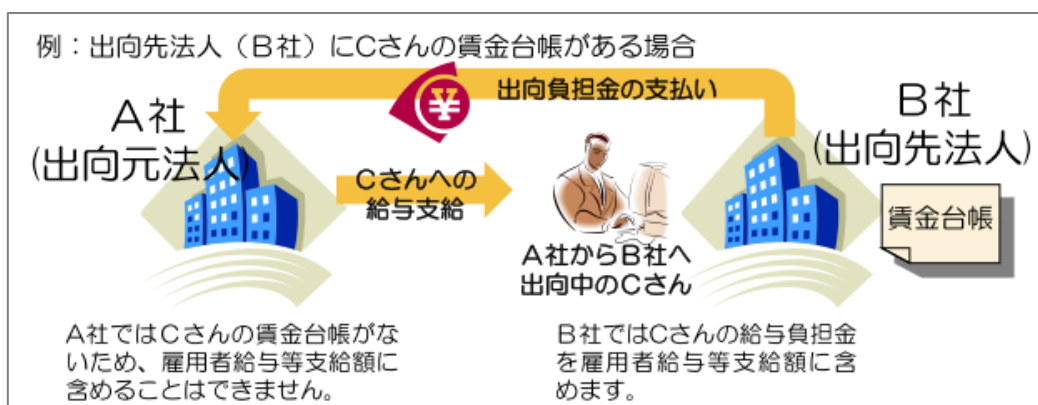 例：出向先法人（B社）にCさんの賃金台帳がある場合
出向負担金の支払い
¥
A社
(出向元法人)
B社
(出向先法人)
Cさんへの
給与支給
賃金台帳
A社からB社へ
出向中のCさん
A社ではCさんの賃金台帳がな
いため、雇用者給与等支給額に
含めることはできません。
B社ではCさんの給与負担金
を雇用者給与等支給額に含
めます。